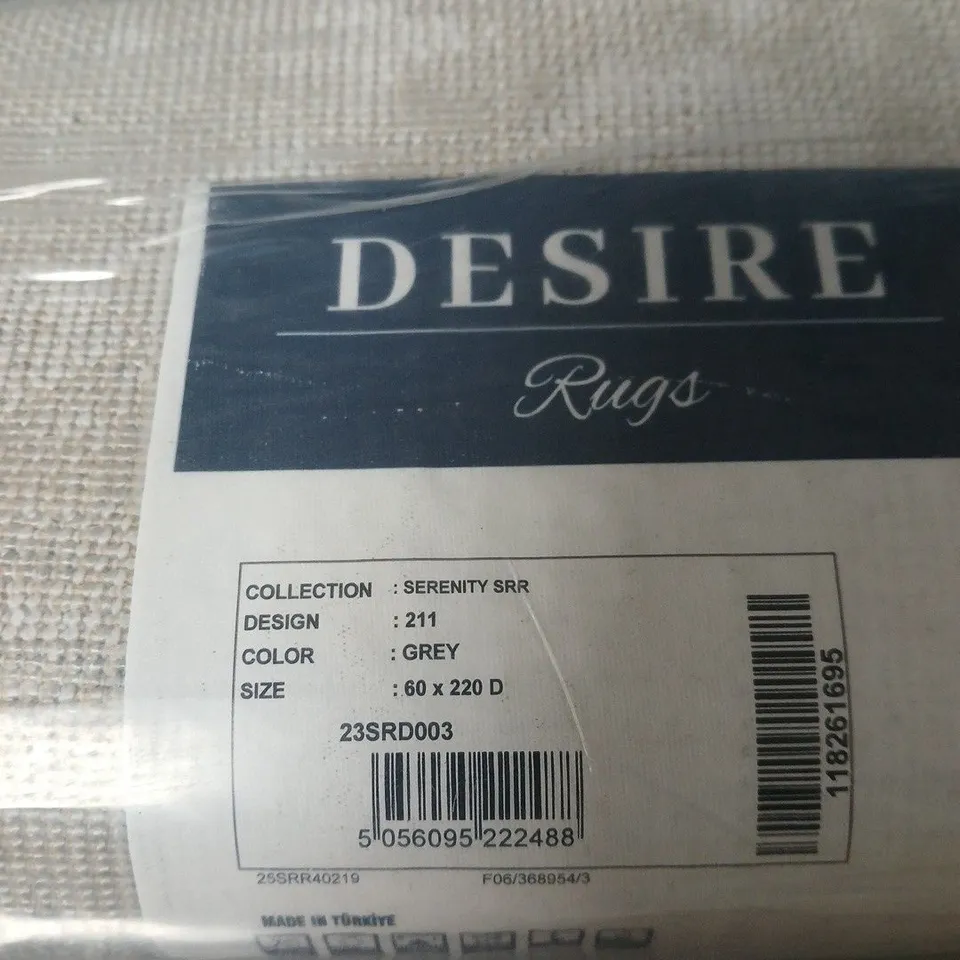 DESIRE
Rugs
COLLECTION : SERENITY SRR
DESIGN : 211
COLOR : GREY
SIZE : 60 x 220 D
23SRD003
5 056095 222488
118261695
25SRR40219 F06/368954/3
MADE IN TÜRKİYE